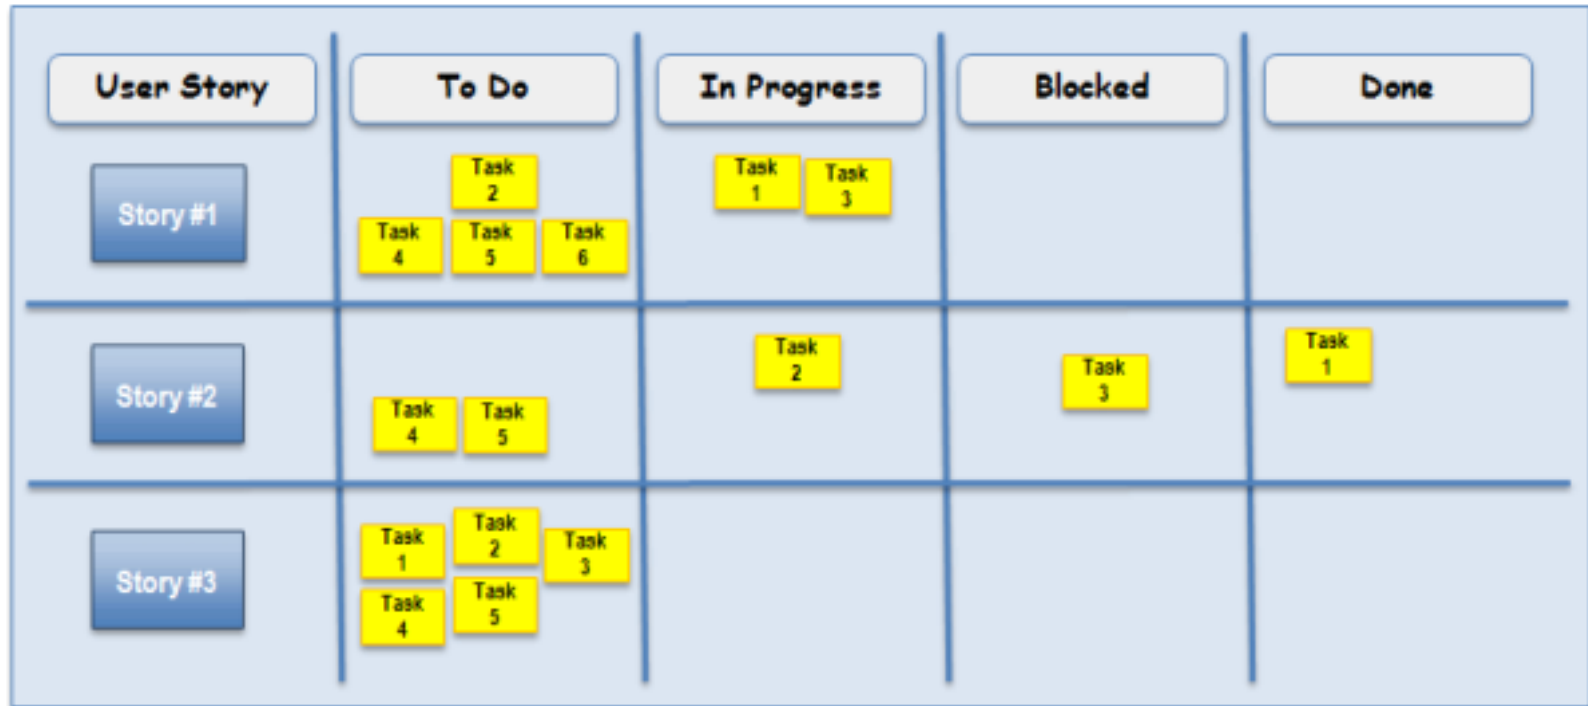 User Story
To Do
In Progress
Blocked
Done
Story #1
Task
2
Task
4
Task
5
Task
6
Task
1
Task
3
Story #2
Task
4
Task
5
Task
2
Task
3
Task
1
Story #3
Task
1
Task
2
Task
3
Task
4
Task
5